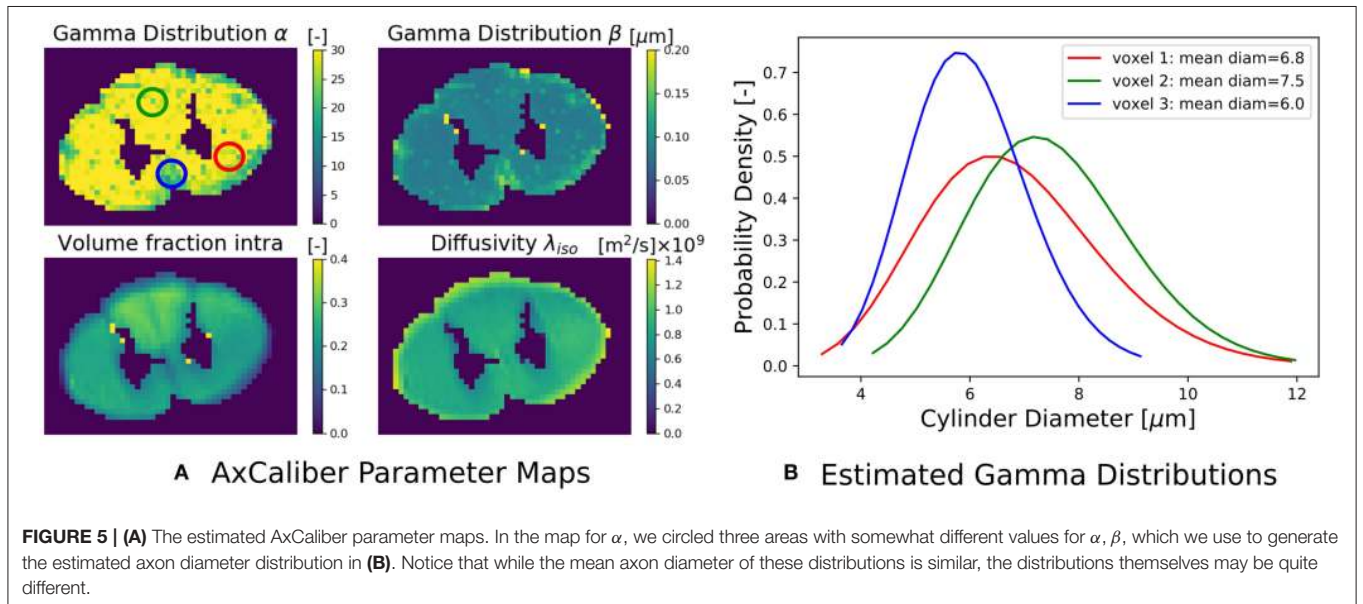 Gamma Distribution α [-]
30
25
20
15
10
5
0
Gamma Distribution β [μm]
0.20
0.15
0.10
0.05
0.00
Volume fraction intra [-]
0.4
0.3
0.2
0.1
0.0
Diffusivity λiso [m²/s]×10⁹
1.4
1.2
1.0
0.8
0.6
0.4
0.2
0.0
A AxCaliber Parameter Maps
voxel 1: mean diam=6.8
voxel 2: mean diam=7.5
voxel 3: mean diam=6.0
Probability Density [-]
0.7
0.6
0.5
0.4
0.3
0.2
0.1
0.0
4 6 8 10 12
Cylinder Diameter [μm]
B Estimated Gamma Distributions
FIGURE 5 | (A) The estimated AxCaliber parameter maps. In the map for α, we circled three areas with somewhat different values for α, β, which we use to generate
the estimated axon diameter distribution in (B). Notice that while the mean axon diameter of these distributions is similar, the distributions themselves may be quite
different.